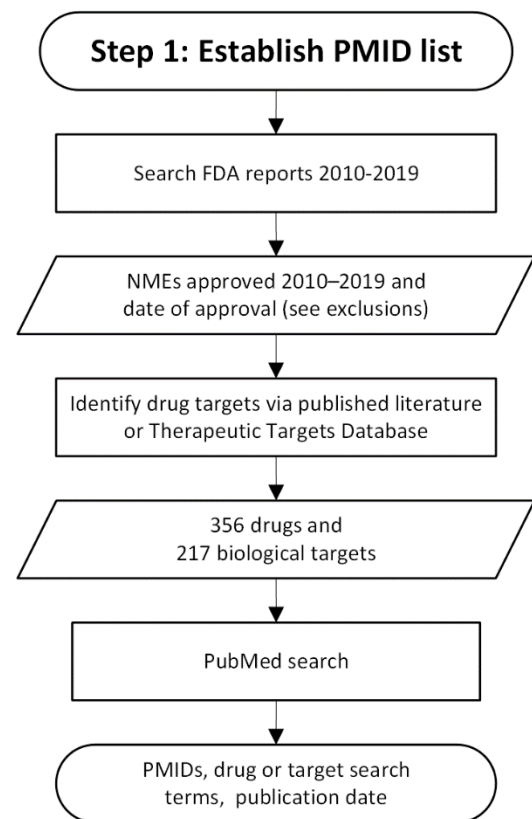 Step 1: Establish PMID list
Search FDA reports 2010-2019
NMEs approved 2010–2019 and
date of approval (see exclusions)
Identify drug targets via published literature
or Therapeutic Targets Database
356 drugs and
217 biological targets
PubMed search
PMIDs, drug or target search
terms, publication date